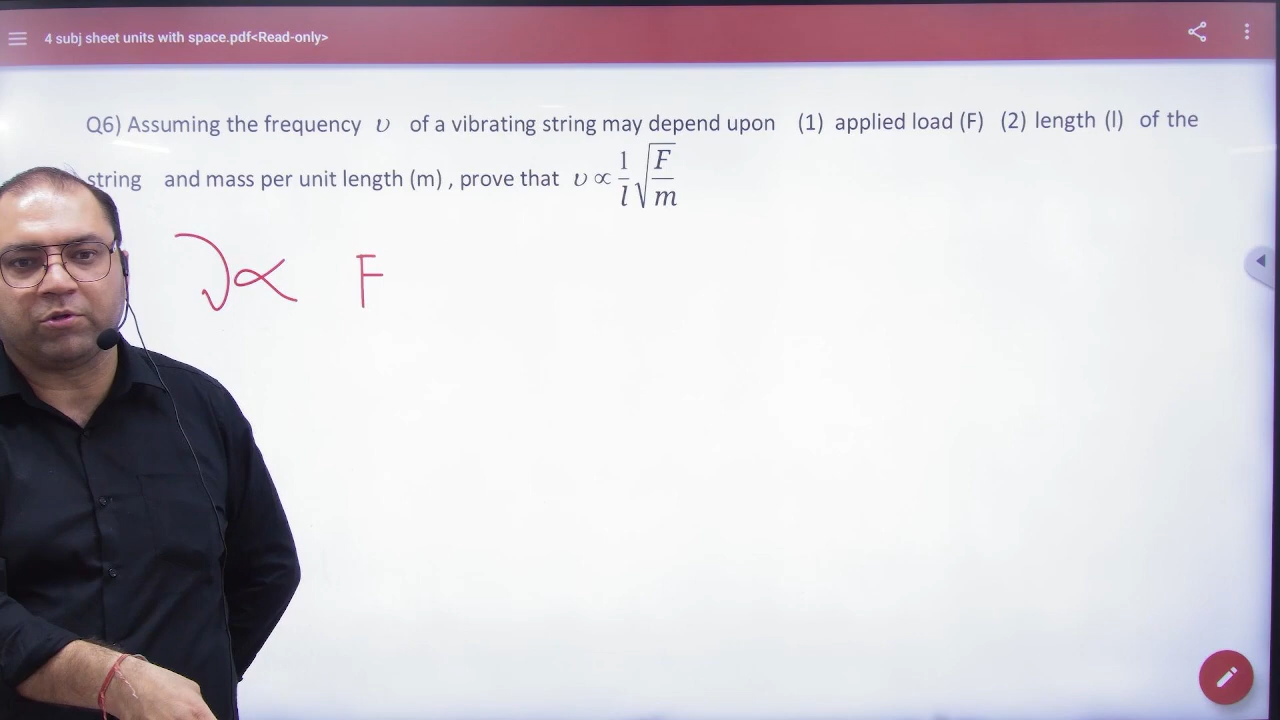 4 subj sheet units with space.pdf<Read-only>
Q6) Assuming the frequency υ of a vibrating string may depend upon (1) applied load (F) (2) length (l) of the
string and mass per unit length (m) , prove that υ ∝ 1/l √(F/m)
ν ∝ F